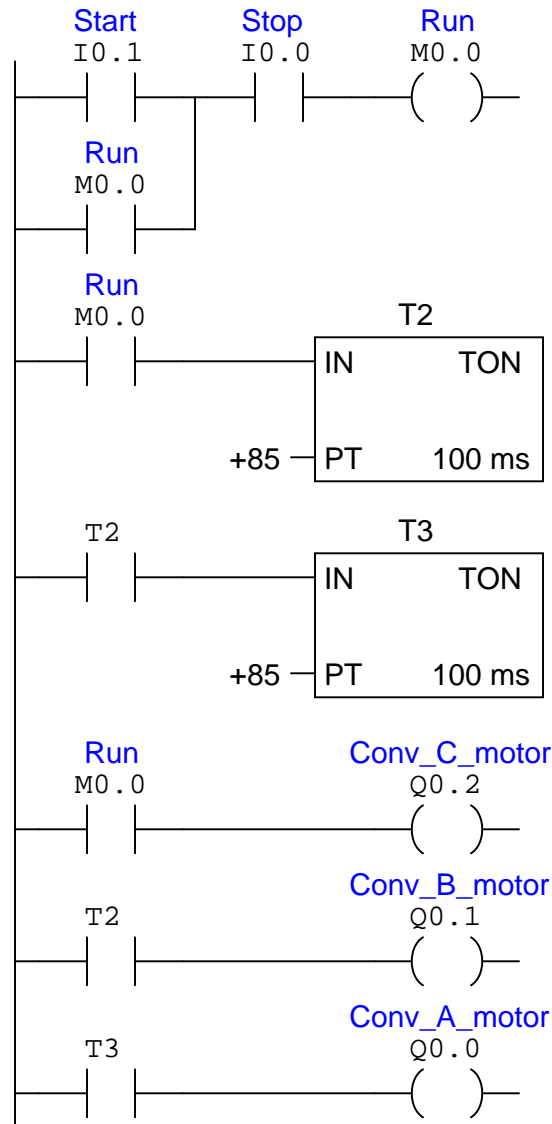 Start Stop Run
I0.1 I0.0 M0.0
Run
M0.0
Run
M0.0 T2
IN TON
+85 PT 100 ms
T2 T3
IN TON
+85 PT 100 ms
Run Conv_C_motor
M0.0 Q0.2
Conv_B_motor
T2 Q0.1
Conv_A_motor
T3 Q0.0